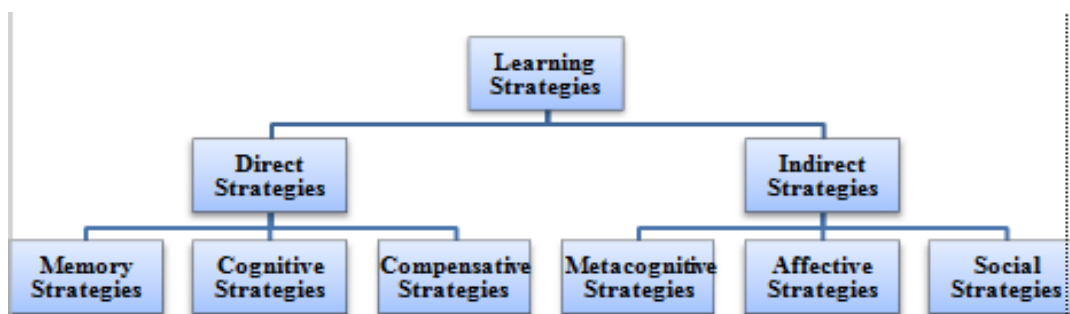 Learning
Strategies
Direct
Strategies
Indirect
Strategies
Memory
Strategies
Cognitive
Strategies
Compensative
Strategies
Metacognitive
Strategies
Affective
Strategies
Social
Strategies